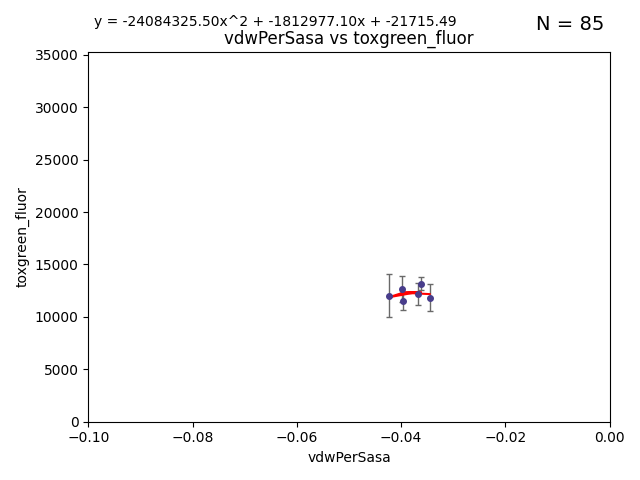 y = -24084325.50x^2 + -1812977.10x + -21715.49
N = 85
vdwPerSasa vs toxgreen_fluor
35000
30000
25000
20000
15000
10000
5000
0
toxgreen_fluor
−0.10
−0.08
−0.06
−0.04
−0.02
0.00
vdwPerSasa